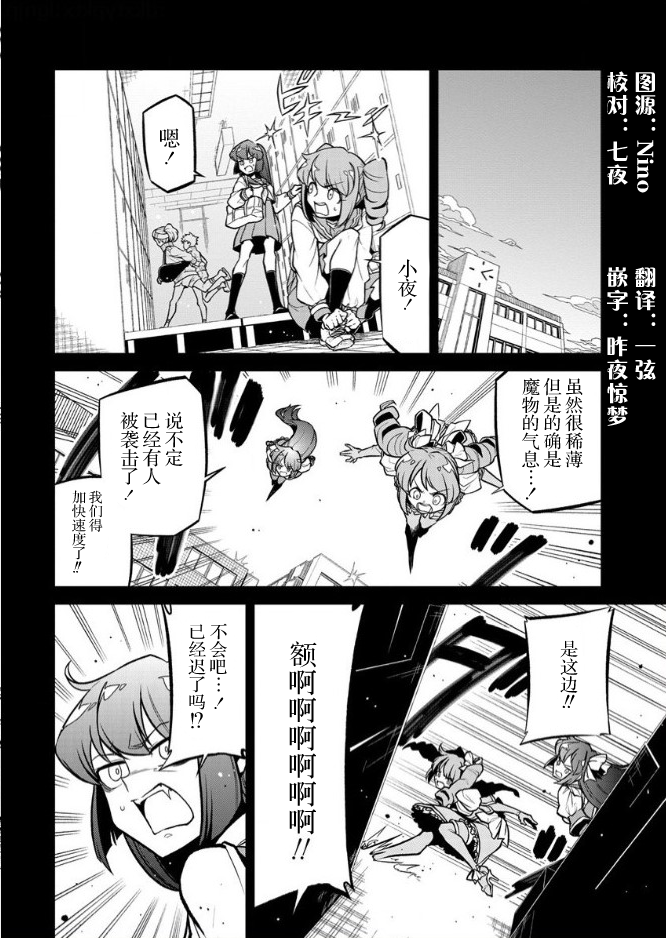 图源：Nino
核对：七夜
翻译：一弦
嵌字：昨夜惊梦
小夜！
嗯！
虽然很稀薄
但是的确是
魔物的气息…！
说不定
已经有人
被袭击了！
我们得
加快速度了!!
是这边!!
额啊啊啊啊啊啊!!
不会吧…！
已经迟了吗!?